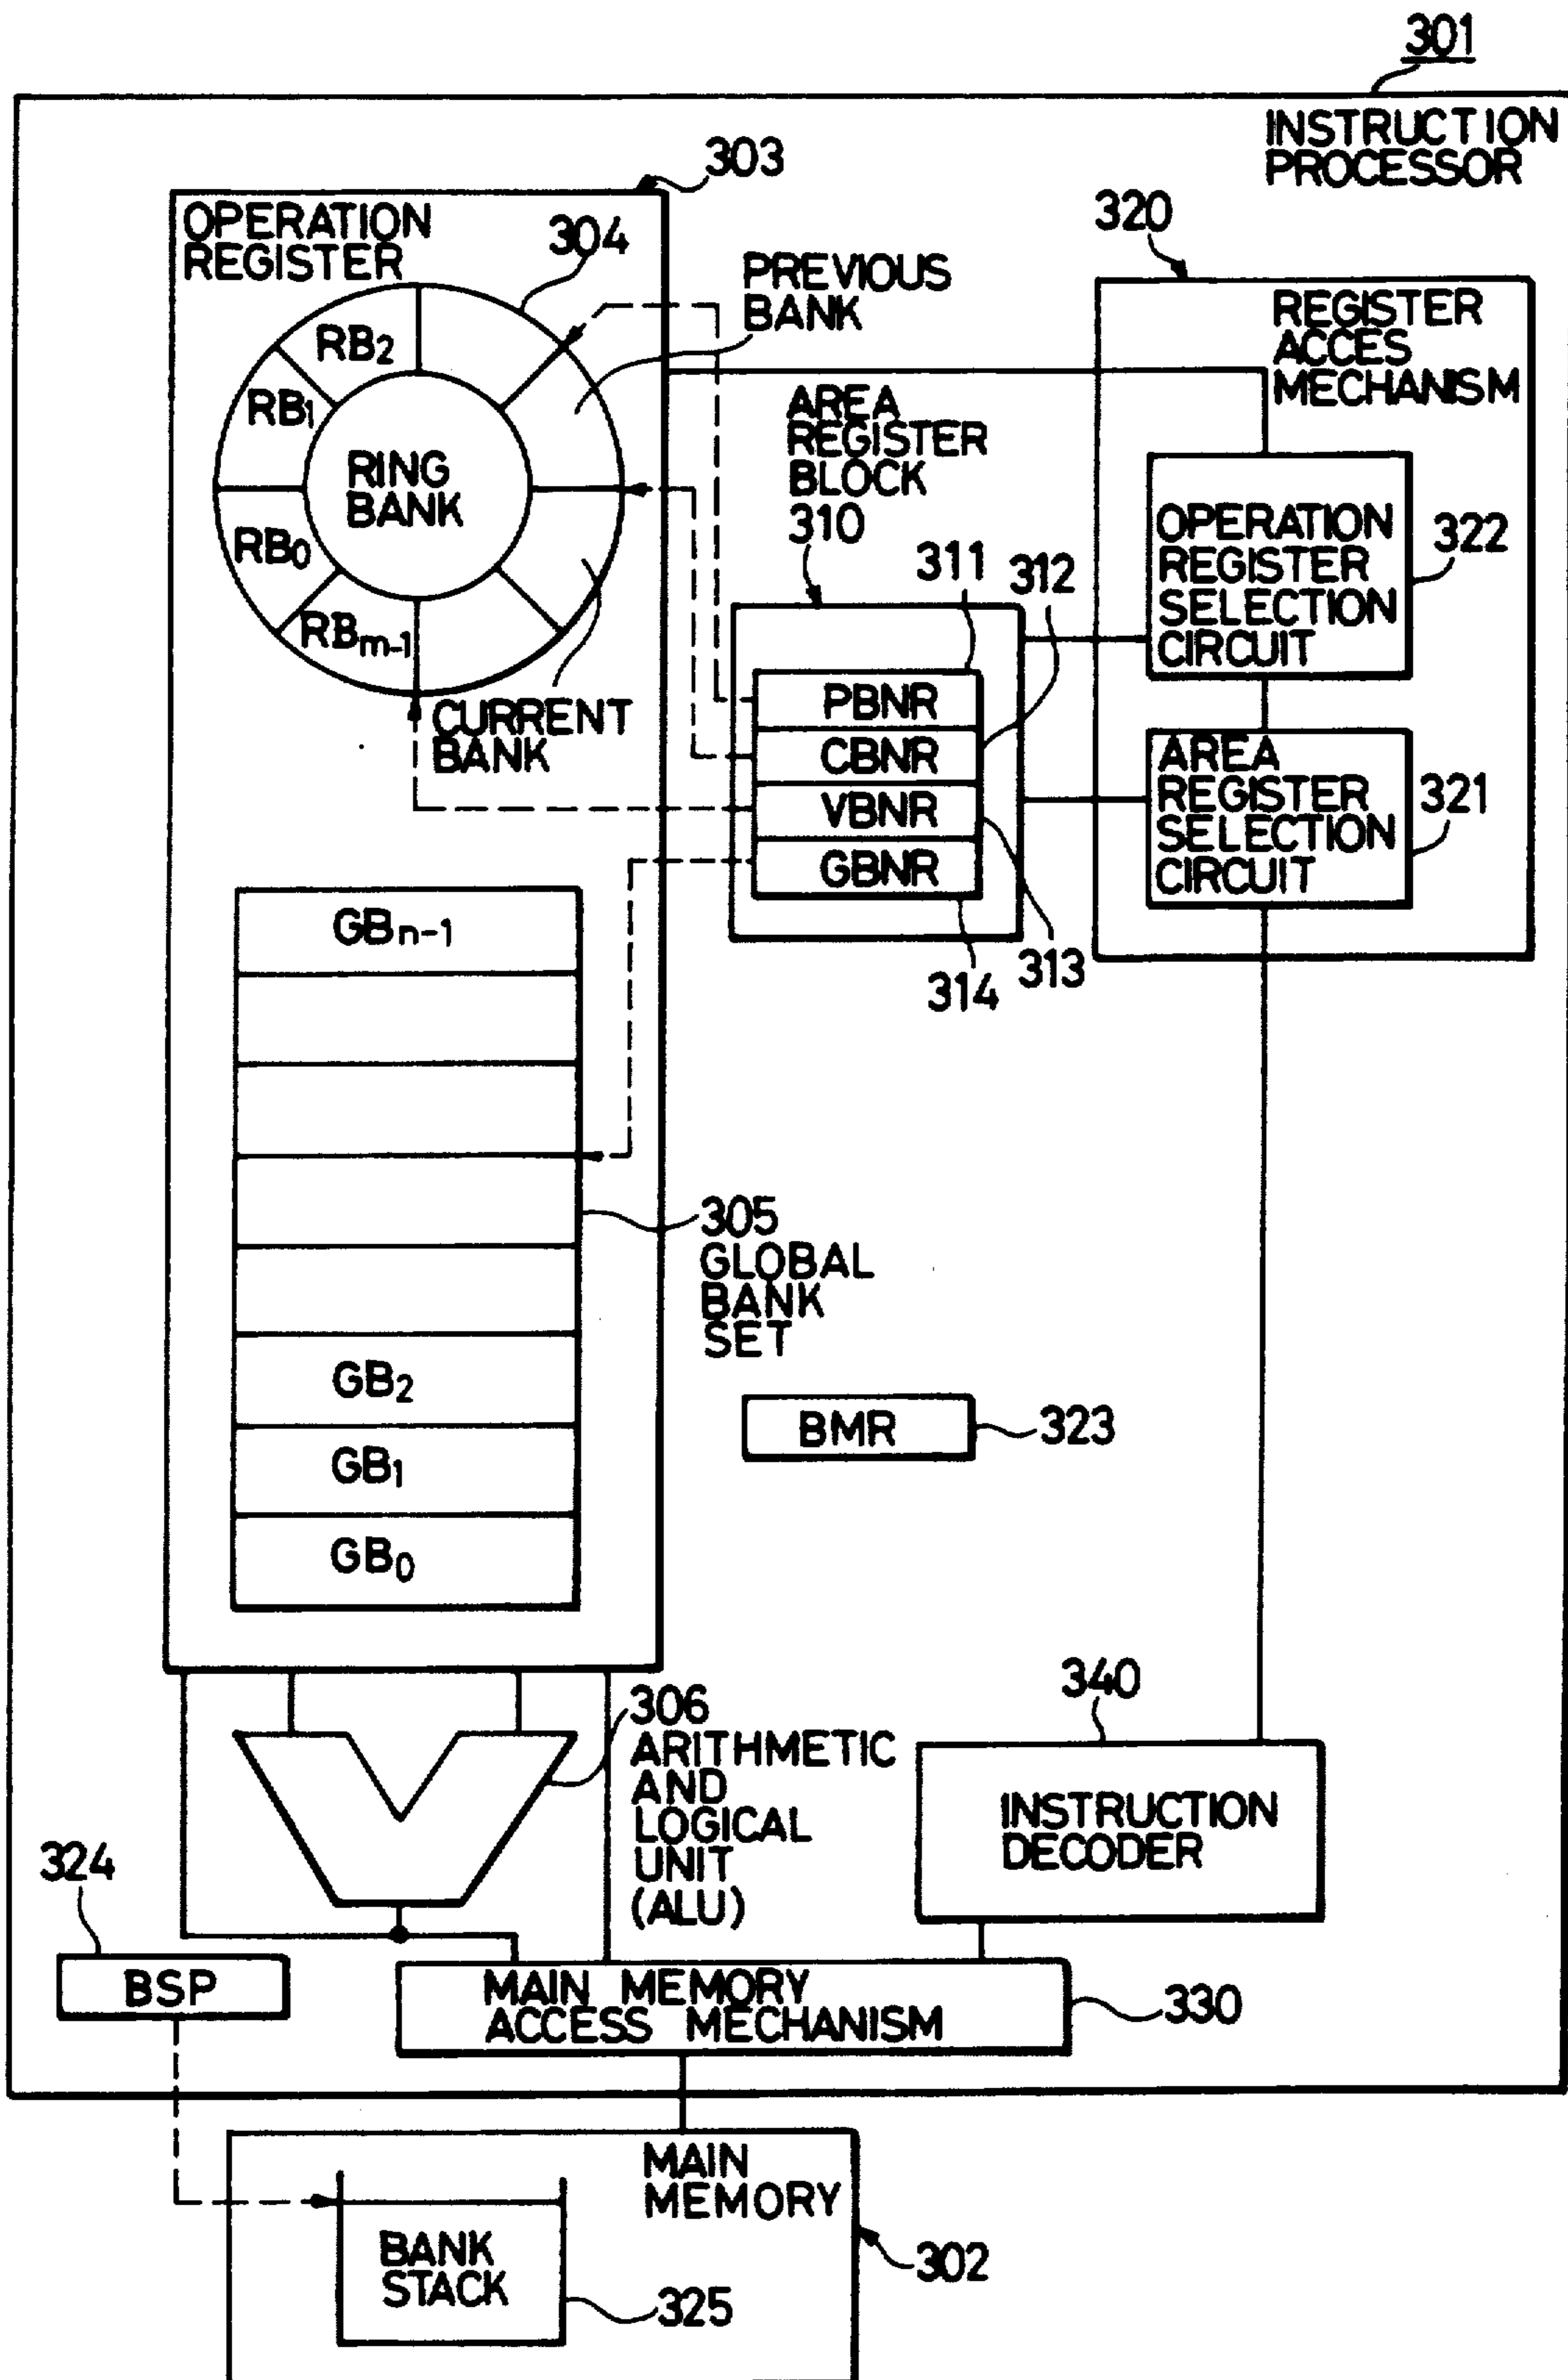 301
INSTRUCTION
PROCESSOR
303
OPERATION
REGISTER
304
PREVIOUS
BANK
320
REGISTER
ACCES
MECHANISM
RB2
RB1
RING
BANK
RB0
RBm-1
CURRENT
BANK
AREA
REGISTER
BLOCK
310
311
312
PBNR
CBNR
VBNR
GBNR
313
314
OPERATION
REGISTER
SELECTION
CIRCUIT
322
AREA
REGISTER
SELECTION
CIRCUIT
321
GBn-1
305
GLOBAL
BANK
SET
GB2
GB1
GB0
BMR
323
306
ARITHMETIC
AND
LOGICAL
UNIT
(ALU)
340
INSTRUCTION
DECODER
324
BSP
MAIN MEMORY
ACCESS MECHANISM
330
MAIN
MEMORY
302
BANK
STACK
325